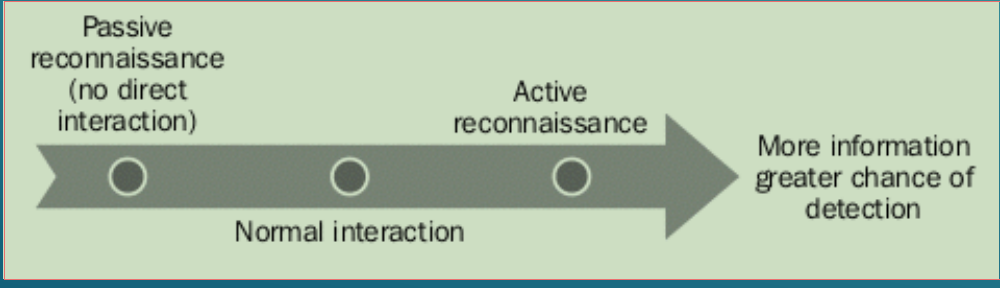 Passive
reconnaissance
(no direct
interaction)
Normal interaction
Active
reconnaissance
More information
greater chance of
detection